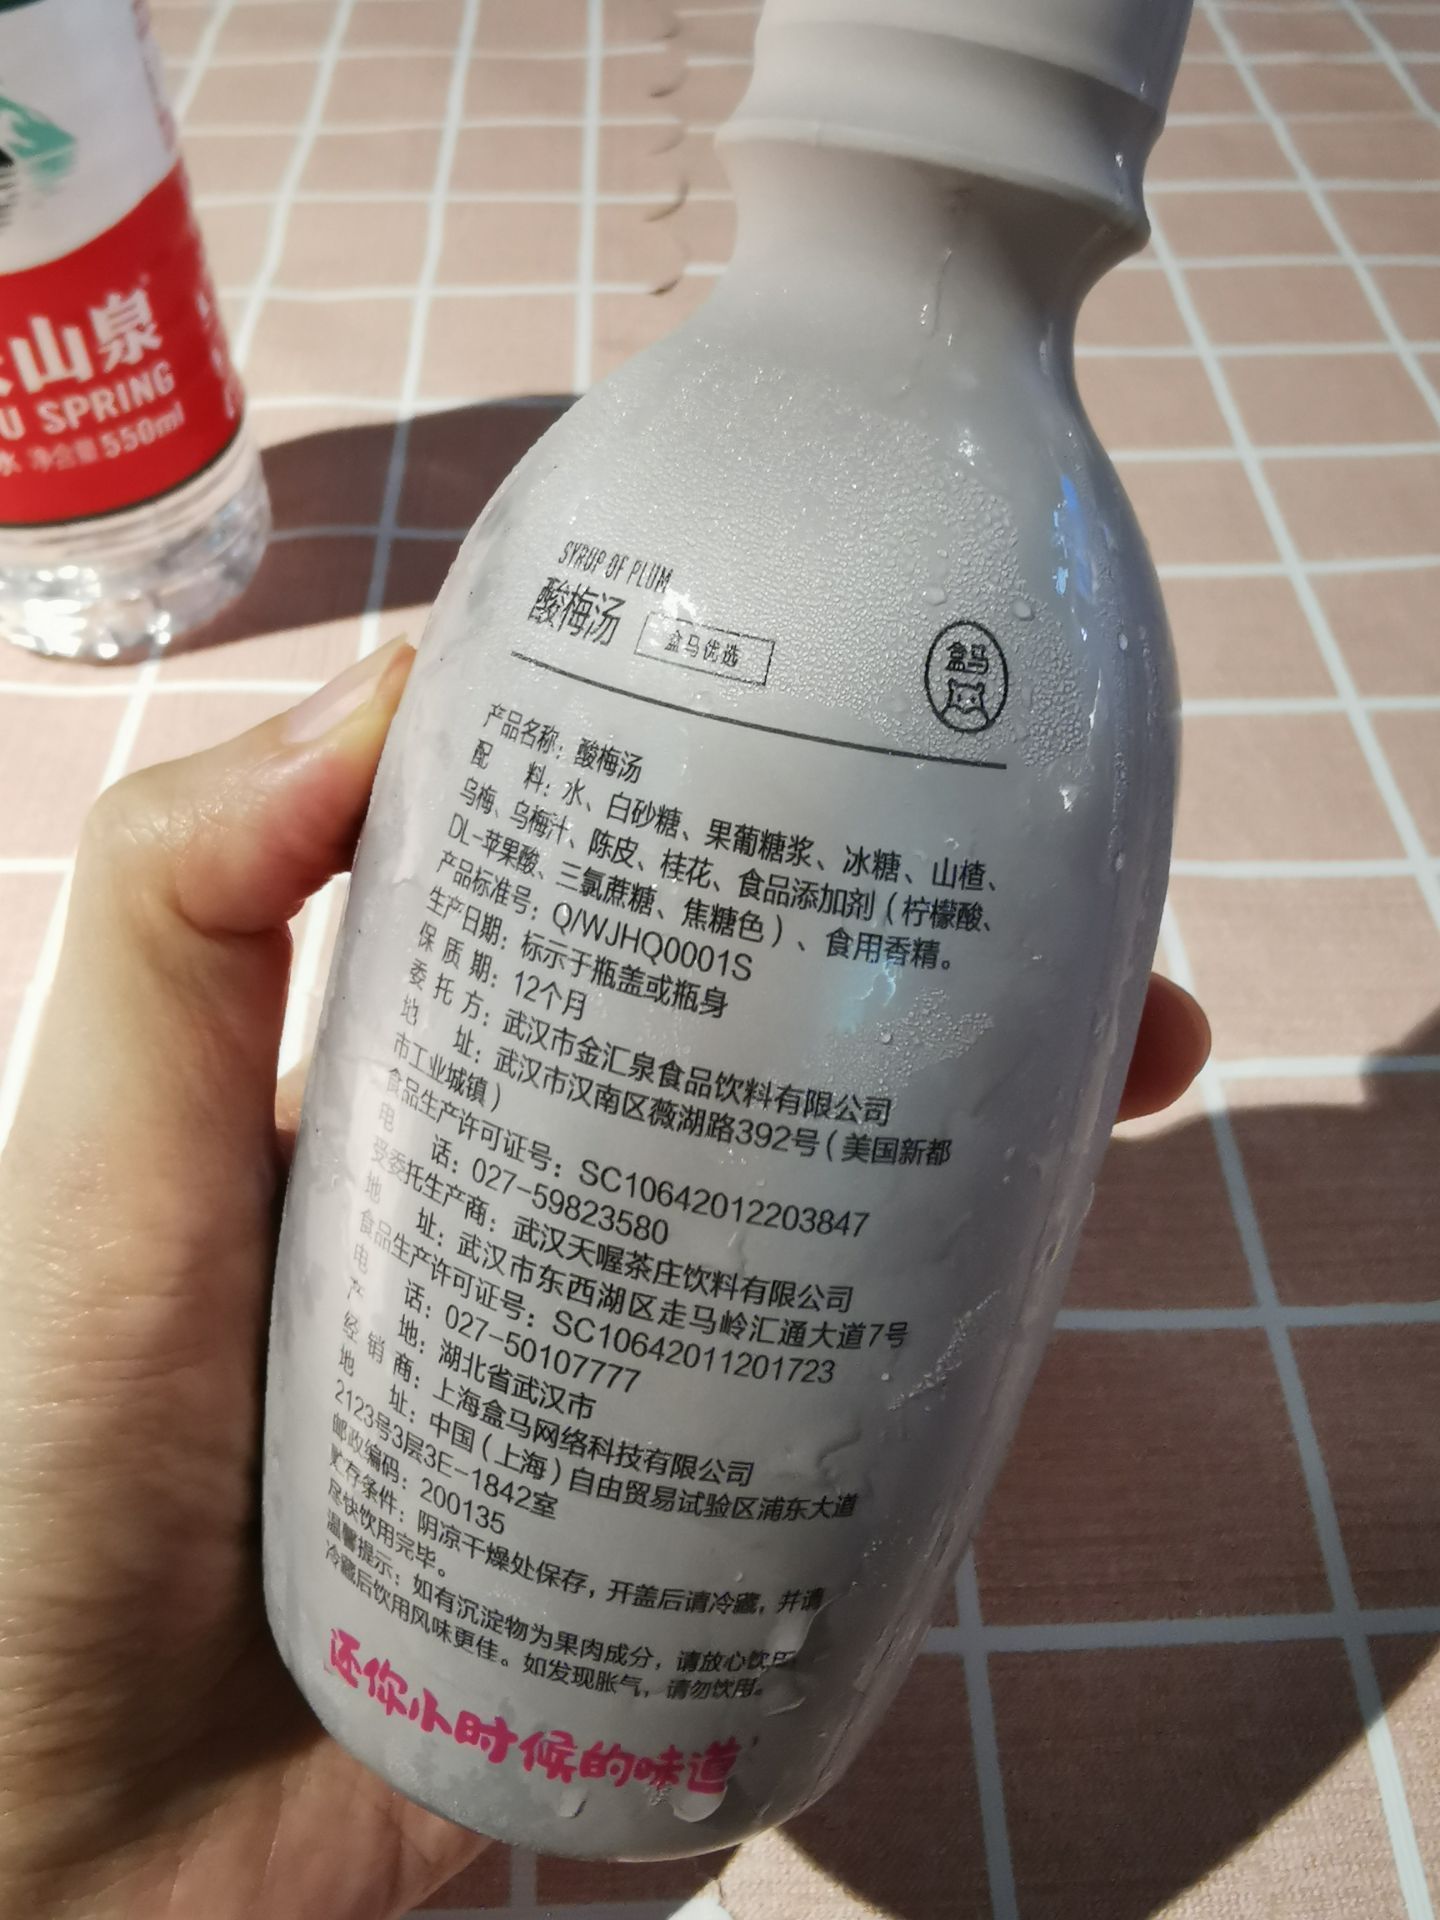 山泉
U SPRING
水 净含量550ml
SYRUP OF PLUM
酸梅汤 盒马优选
盒马
产品名称：酸梅汤
配 料：水、白砂糖、果葡糖浆、冰糖、山楂、
乌梅、乌梅汁、陈皮、桂花、食品添加剂（柠檬酸、
DL-苹果酸、三氯蔗糖、焦糖色）、食用香精。
产品标准号：Q/WJHQ0001S
生产日期：标示于瓶盖或瓶身
保 质 期：12个月
委 托 方：武汉市金汇泉食品饮料有限公司
地 址：武汉市汉南区薇湖路392号（美国新都
市工业城镇）
食品生产许可证号：SC10642012203847
电 话：027-59823580
受委托生产商：武汉天喔茶庄饮料有限公司
地 址：武汉市东西湖区走马岭汇通大道7号
食品生产许可证号：SC10642011201723
电 话：027-50107777
产 地：湖北省武汉市
经 销 商：上海盒马网络科技有限公司
地 址：中国（上海）自由贸易试验区浦东大道
2123号3层3E-1842室
邮政编码：200135
贮存条件：阴凉干燥处保存，开盖后请冷藏，并请
尽快饮用完毕。
温馨提示：如有沉淀物为果肉成分，请放心饮用，
冷藏后饮用风味更佳。如发现胀气，请勿饮用。
还你小时候的味道